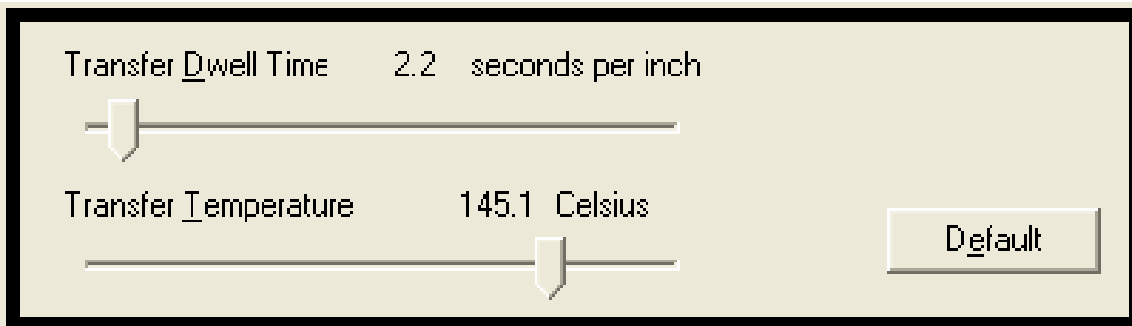 Transfer Dwell Time 2.2 seconds per inch
Transfer Temperature 145.1 Celsius
Default